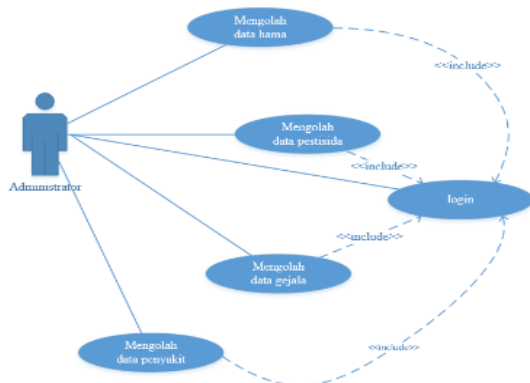 Mengolah
data hama
<<include>>
Mengolah
data pestisida
<<include>>
Administrator
login
<<include>>
Mengolah
data gejala
Mengolah
data penyakit
<<include>>